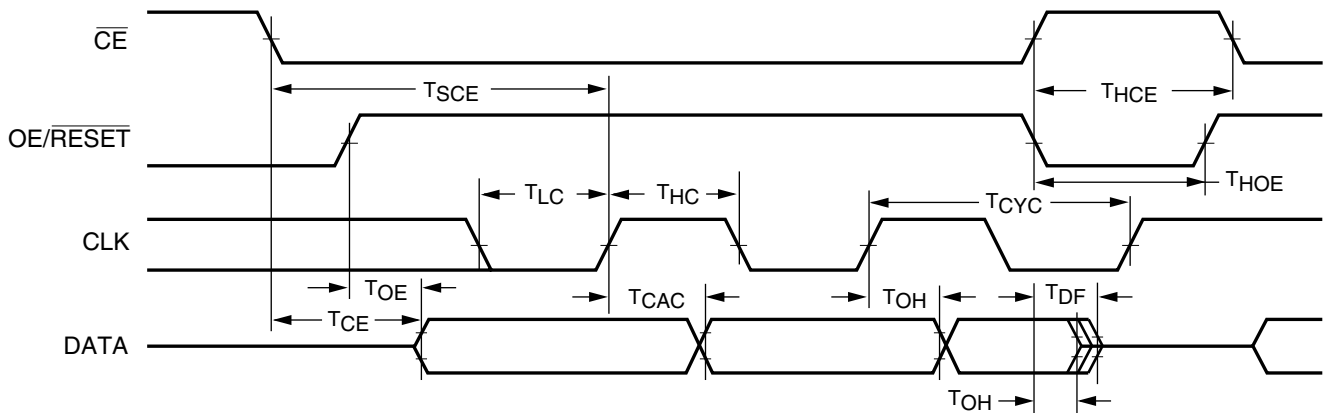 CE
TSCE
THCE
OE/RESET
TLC
THC
TCYC
THOE
CLK
TOE
TCE
TCAC
TOH
TDF
DATA
TOH